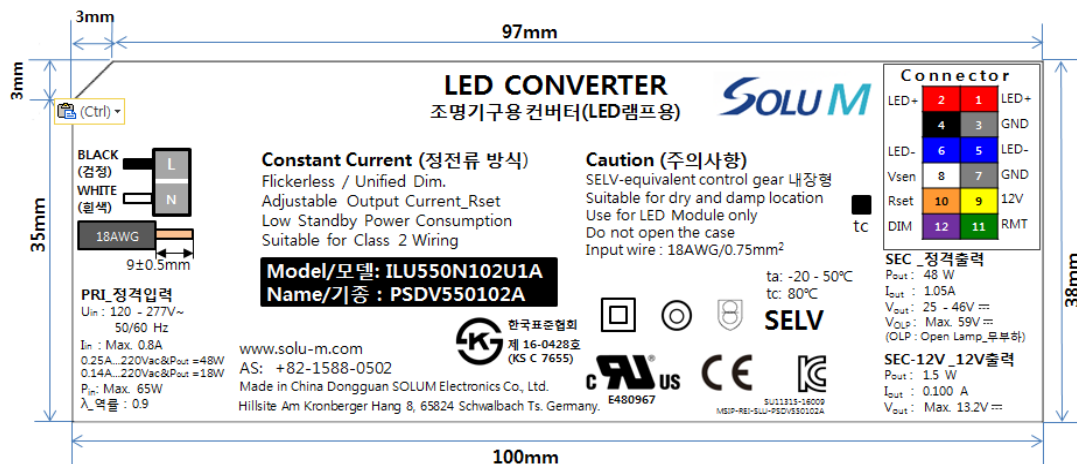 3mm
97mm
3mm
(Ctrl)
LED CONVERTER
조명기구용 컨버터(LED램프용)
SOLU M
Connector
LED+ 2 1 LED+
4 3 GND
LED- 6 5 LED-
Vsen 8 7 GND
Rset 10 9 12V
DIM 12 11 RMT
BLACK
(검정)
L
WHITE
(흰색)
N
18AWG
9±0.5mm
35mm
38mm
Constant Current (정전류 방식)
Flickerless / Unified Dim.
Adjustable Output Current_Rset
Low Standby Power Consumption
Suitable for Class 2 Wiring
Caution (주의사항)
SELV-equivalent control gear 내장형
Suitable for dry and damp location
Use for LED Module only
Do not open the case
Input wire : 18AWG/0.75mm²
tc
Model/모델: ILU550N102U1A
Name/기종 : PSDV550102A
ta: -20 - 50℃
tc: 80℃
SELV
PRI_정격입력
Uin : 120 - 277V~
50/60 Hz
Iin : Max. 0.8A
0.25A...220Vac&Pout=48W
0.14A...220Vac&Pout=18W
Pin: Max. 65W
λ_역률 : 0.9
한국표준협회
제 16-0428호
(KS C 7655)
www.solu-m.com
AS: +82-1588-0502
Made in China Dongguan SOLUM Electronics Co., Ltd.
Hillsite Am Kronberger Hang 8, 65824 Schwalbach Ts. Germany.
C RU US
E480967
CE
SU11315-16009
MSIP-REI-SLU-PSDV550102A
SEC _정격출력
Pout : 48 W
Iout : 1.05A
Vout : 25 - 46V⎓
VOLP : Max. 59V⎓
(OLP : Open Lamp_무부하)
SEC-12V _12V출력
Pout : 1.5 W
Iout : 0.100 A
Vout : Max. 13.2V⎓
100mm